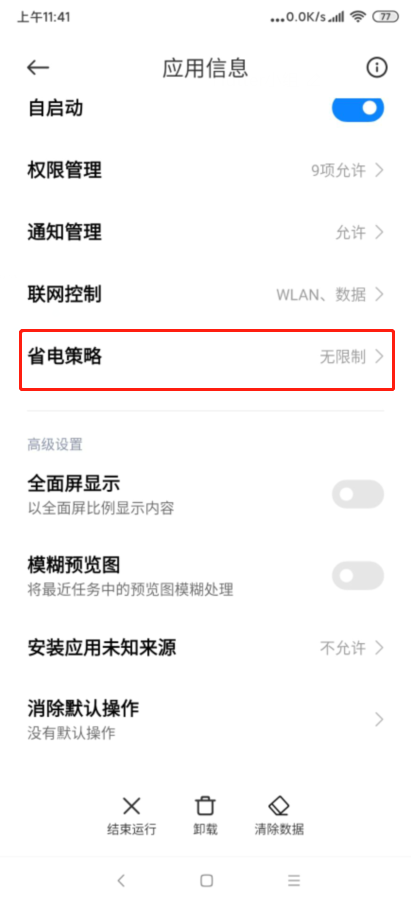 上午11:41
...0.0K/s
77
应用信息
自启动
权限管理 9项允许
通知管理 允许
联网控制 WLAN、数据
省电策略 无限制
高级设置
全面屏显示
以全面屏比例显示内容
模糊预览图
将最近任务中的预览图模糊处理
安装应用未知来源 不允许
消除默认操作
没有默认操作
结束运行 卸载 清除数据